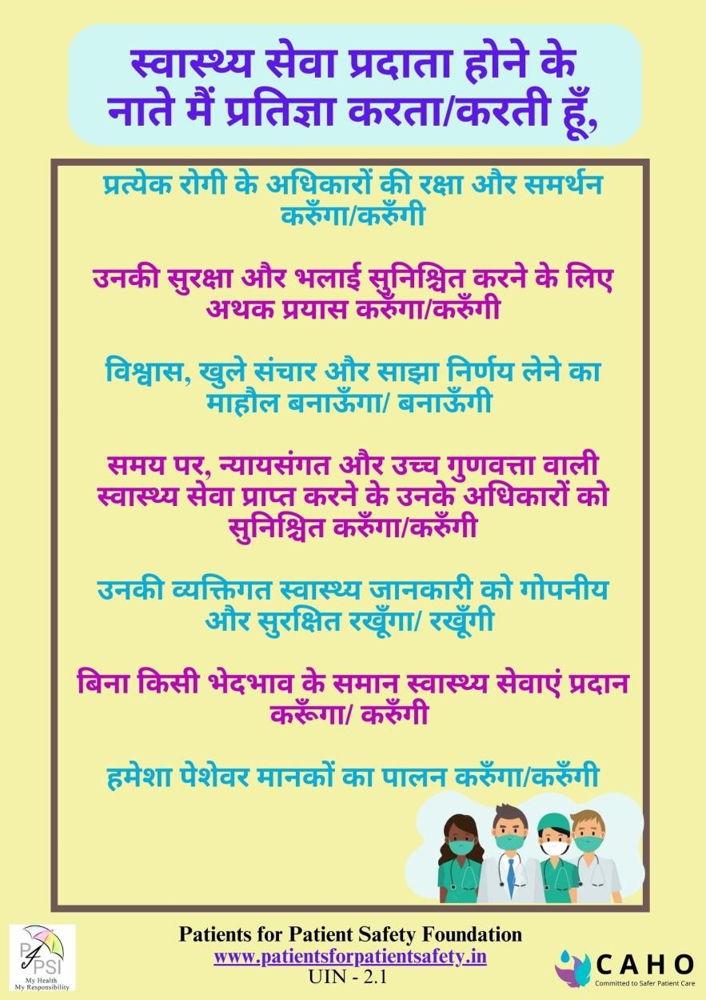 स्वास्थ्य सेवा प्रदाता होने के
नाते मैं प्रतिज्ञा करता/करती हूँ,
प्रत्येक रोगी के अधिकारों की रक्षा और समर्थन
करुँगा/करुँगी
उनकी सुरक्षा और भलाई सुनिश्चित करने के लिए
अथक प्रयास करुँगा/करुँगी
विश्वास, खुले संचार और साझा निर्णय लेने का
माहौल बनाऊँगा/ बनाऊँगी
समय पर, न्यायसंगत और उच्च गुणवत्ता वाली
स्वास्थ्य सेवा प्राप्त करने के उनके अधिकारों को
सुनिश्चित करुँगा/करुँगी
उनकी व्यक्तिगत स्वास्थ्य जानकारी को गोपनीय
और सुरक्षित रखूँगा/ रखूँगी
बिना किसी भेदभाव के समान स्वास्थ्य सेवाएं प्रदान
करूँगा/ करुँगी
हमेशा पेशेवर मानकों का पालन करुँगा/करुँगी
Patients for Patient Safety Foundation
www.patientsforpatientsafety.in
UIN - 2.1
P4PSI
My Health
My Responsibility
CAHO
Committed to Safer Patient Care